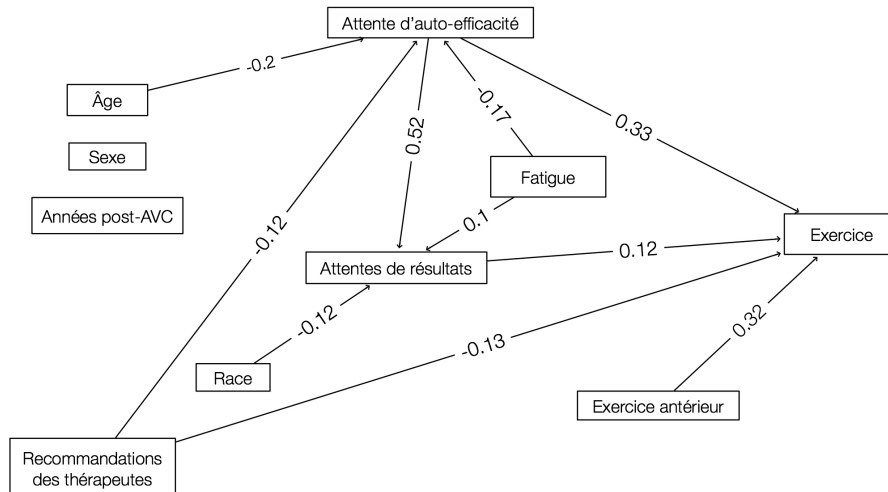 Attente d'auto-efficacité
-0.2
Âge
-0.17
0.52
0.33
Sexe
Fatigue
Années post-AVC
0.1
-0.12
Exercice
0.12
Attentes de résultats
-0.12
0.32
-0.13
Race
Exercice antérieur
Recommandations
des thérapeutes